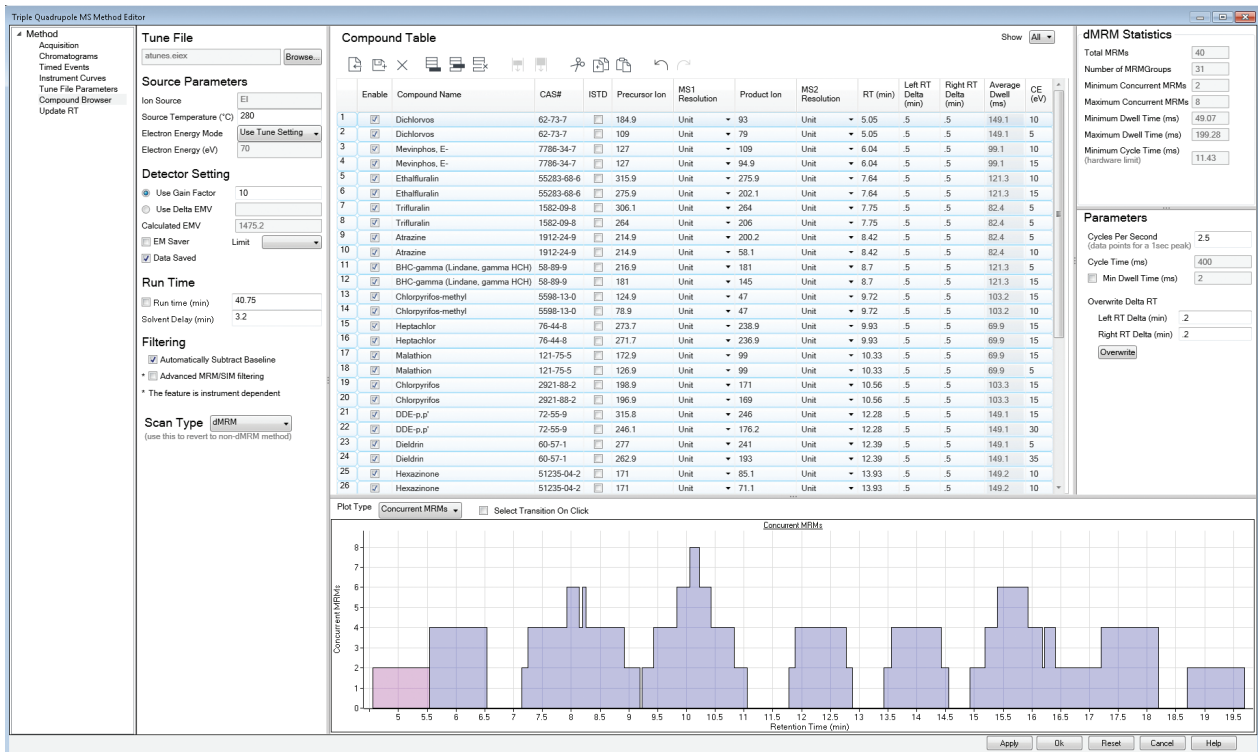 Triple Quadrupole MS Method Editor
Method
Acquisition
Chromatograms
Timed Events
Instrument Curves
Tune File Parameters
Compound Browser
Update RT
Tune File
atunes.eiex Browse...
Source Parameters
Ion Source EI
Source Temperature (°C) 280
Electron Energy Mode Use Tune Setting
Electron Energy (eV) 70
Detector Setting
Use Gain Factor 10
Use Delta EMV
Calculated EMV 1475.2
EM Saver Limit
Data Saved
Run Time
Run time (min) 40.75
Solvent Delay (min) 3.2
Filtering
Automatically Subtract Baseline
* Advanced MRM/SIM filtering
* The feature is instrument dependent
Scan Type dMRM
(use this to revert to non-dMRM method)
Compound Table Show All
Enable Compound Name CAS# ISTD Precursor Ion MS1 Resolution Product Ion MS2 Resolution RT (min) Left RT Delta (min) Right RT Delta (min) Average Dwell (ms) CE (eV)
1 Dichlorvos 62-73-7 184.9 Unit 93 Unit 5.05 .5 .5 149.1 10
2 Dichlorvos 62-73-7 109 Unit 79 Unit 5.05 .5 .5 149.1 5
3 Mevinphos, E- 7786-34-7 127 Unit 109 Unit 6.04 .5 .5 99.1 10
4 Mevinphos, E- 7786-34-7 127 Unit 94.9 Unit 6.04 .5 .5 99.1 15
5 Ethalfluralin 55283-68-6 315.9 Unit 275.9 Unit 7.64 .5 .5 121.3 10
6 Ethalfluralin 55283-68-6 275.9 Unit 202.1 Unit 7.64 .5 .5 121.3 15
7 Trifluralin 1582-09-8 306.1 Unit 264 Unit 7.75 .5 .5 82.4 5
8 Trifluralin 1582-09-8 264 Unit 206 Unit 7.75 .5 .5 82.4 5
9 Atrazine 1912-24-9 214.9 Unit 200.2 Unit 8.42 .5 .5 82.4 5
10 Atrazine 1912-24-9 214.9 Unit 58.1 Unit 8.42 .5 .5 82.4 10
11 BHC-gamma (Lindane, gamma HCH) 58-89-9 216.9 Unit 181 Unit 8.7 .5 .5 121.3 5
12 BHC-gamma (Lindane, gamma HCH) 58-89-9 181 Unit 145 Unit 8.7 .5 .5 121.3 15
13 Chlorpyrifos-methyl 5598-13-0 124.9 Unit 47 Unit 9.72 .5 .5 103.2 15
14 Chlorpyrifos-methyl 5598-13-0 78.9 Unit 47 Unit 9.72 .5 .5 103.2 10
15 Heptachlor 76-44-8 273.7 Unit 238.9 Unit 9.93 .5 .5 69.9 15
16 Heptachlor 76-44-8 271.7 Unit 236.9 Unit 9.93 .5 .5 69.9 15
17 Malathion 121-75-5 172.9 Unit 99 Unit 10.33 .5 .5 69.9 15
18 Malathion 121-75-5 126.9 Unit 99 Unit 10.33 .5 .5 69.9 5
19 Chlorpyrifos 2921-88-2 198.9 Unit 171 Unit 10.56 .5 .5 103.3 15
20 Chlorpyrifos 2921-88-2 196.9 Unit 169 Unit 10.56 .5 .5 103.3 15
21 DDE-p,p' 72-55-9 315.8 Unit 246 Unit 12.28 .5 .5 149.1 15
22 DDE-p,p' 72-55-9 246.1 Unit 176.2 Unit 12.28 .5 .5 149.1 30
23 Dieldrin 60-57-1 277 Unit 241 Unit 12.39 .5 .5 149.1 5
24 Dieldrin 60-57-1 262.9 Unit 193 Unit 12.39 .5 .5 149.1 35
25 Hexazinone 51235-04-2 171 Unit 85.1 Unit 13.93 .5 .5 149.2 10
26 Hexazinone 51235-04-2 171 Unit 71.1 Unit 13.93 .5 .5 149.2 10
dMRM Statistics
Total MRMs 40
Number of MRMGroups 31
Minimum Concurrent MRMs 2
Maximum Concurrent MRMs 8
Minimum Dwell Time (ms) 49.07
Maximum Dwell Time (ms) 199.28
Minimum Cycle Time (ms) 11.43
(hardware limit)
Parameters
Cycles Per Second 2.5
(data points for a 1sec peak)
Cycle Time (ms) 400
Min Dwell Time (ms) 2
Overwrite Delta RT
Left RT Delta (min) .2
Right RT Delta (min) .2
Overwrite
Plot Type Concurrent MRMs Select Transition On Click
Concurrent MRMs
Concurrent MRMs
8
7
6
5
4
3
2
1
0
5 5.5 6 6.5 7 7.5 8 8.5 9 9.5 10 10.5 11 11.5 12 12.5 13 13.5 14 14.5 15 15.5 16 16.5 17 17.5 18 18.5 19 19.5
Retention Time (min)
Apply Ok Reset Cancel Help